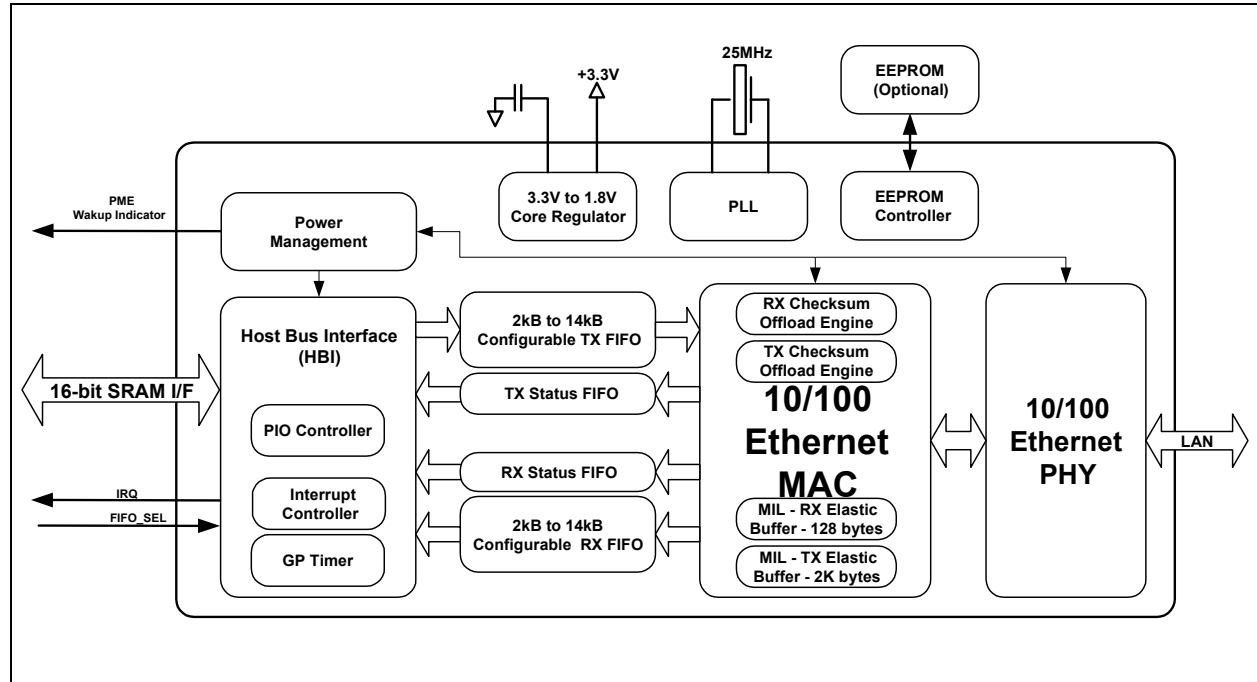 25MHz
+3.3V
EEPROM
(Optional)
3.3V to 1.8V
Core Regulator
PLL
EEPROM
Controller
PME
Wakup Indicator
Power
Management
Host Bus Interface
(HBI)
2kB to 14kB
Configurable TX FIFO
RX Checksum
Offload Engine
TX Checksum
Offload Engine
16-bit SRAM I/F
TX Status FIFO
10/100
Ethernet
MAC
10/100
Ethernet
PHY
LAN
PIO Controller
RX Status FIFO
IRQ
FIFO_SEL
Interrupt
Controller
GP Timer
2kB to 14kB
Configurable RX FIFO
MIL - RX Elastic
Buffer - 128 bytes
MIL - TX Elastic
Buffer - 2K bytes